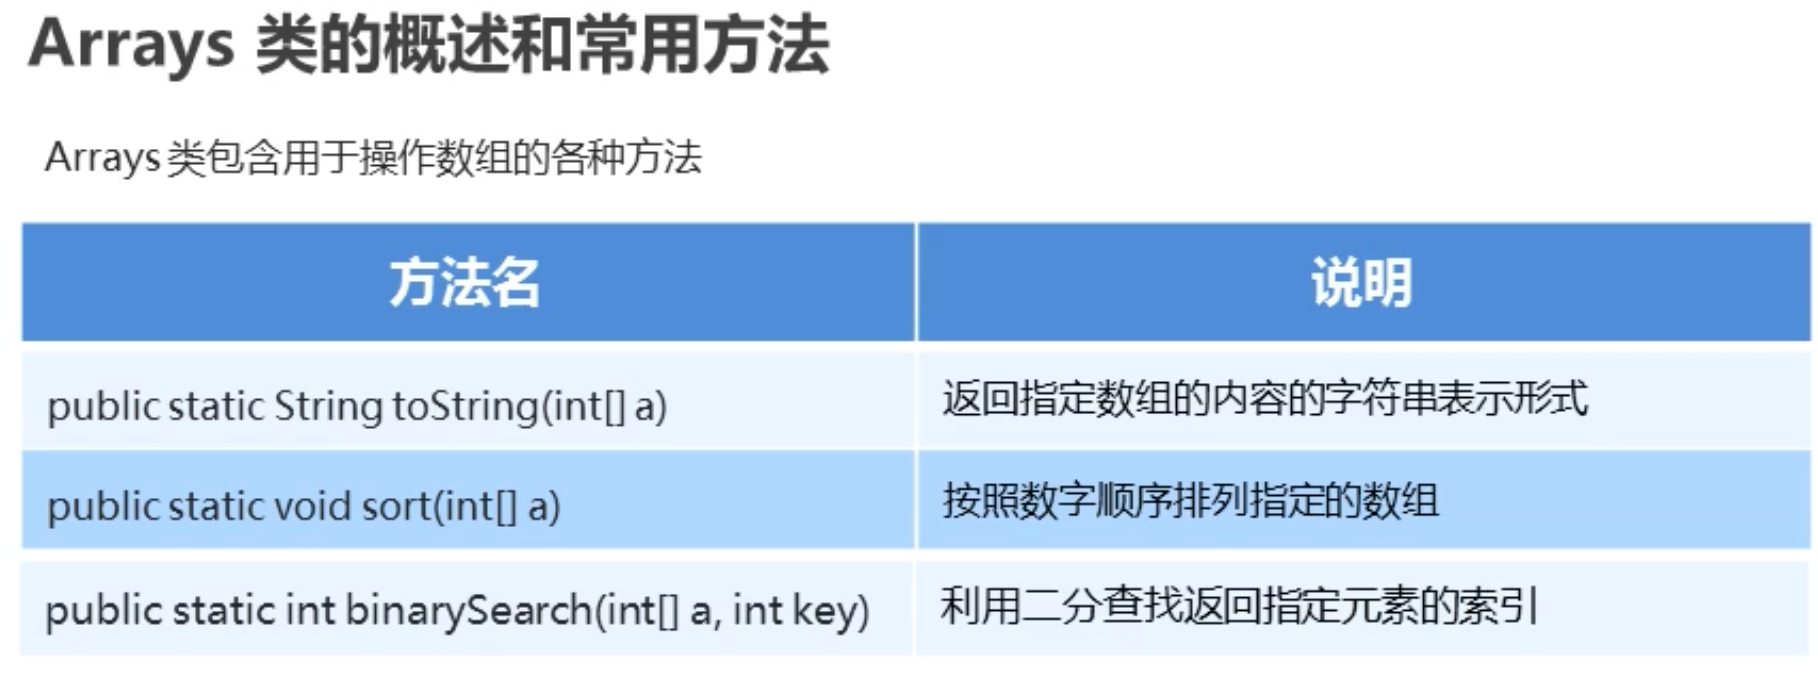 Arrays 类的概述和常用方法
Arrays 类包含用于操作数组的各种方法
方法名 说明
public static String toString(int[] a) 返回指定数组的内容的字符串表示形式
public static void sort(int[] a) 按照数字顺序排列指定的数组
public static int binarySearch(int[] a, int key) 利用二分查找返回指定元素的索引